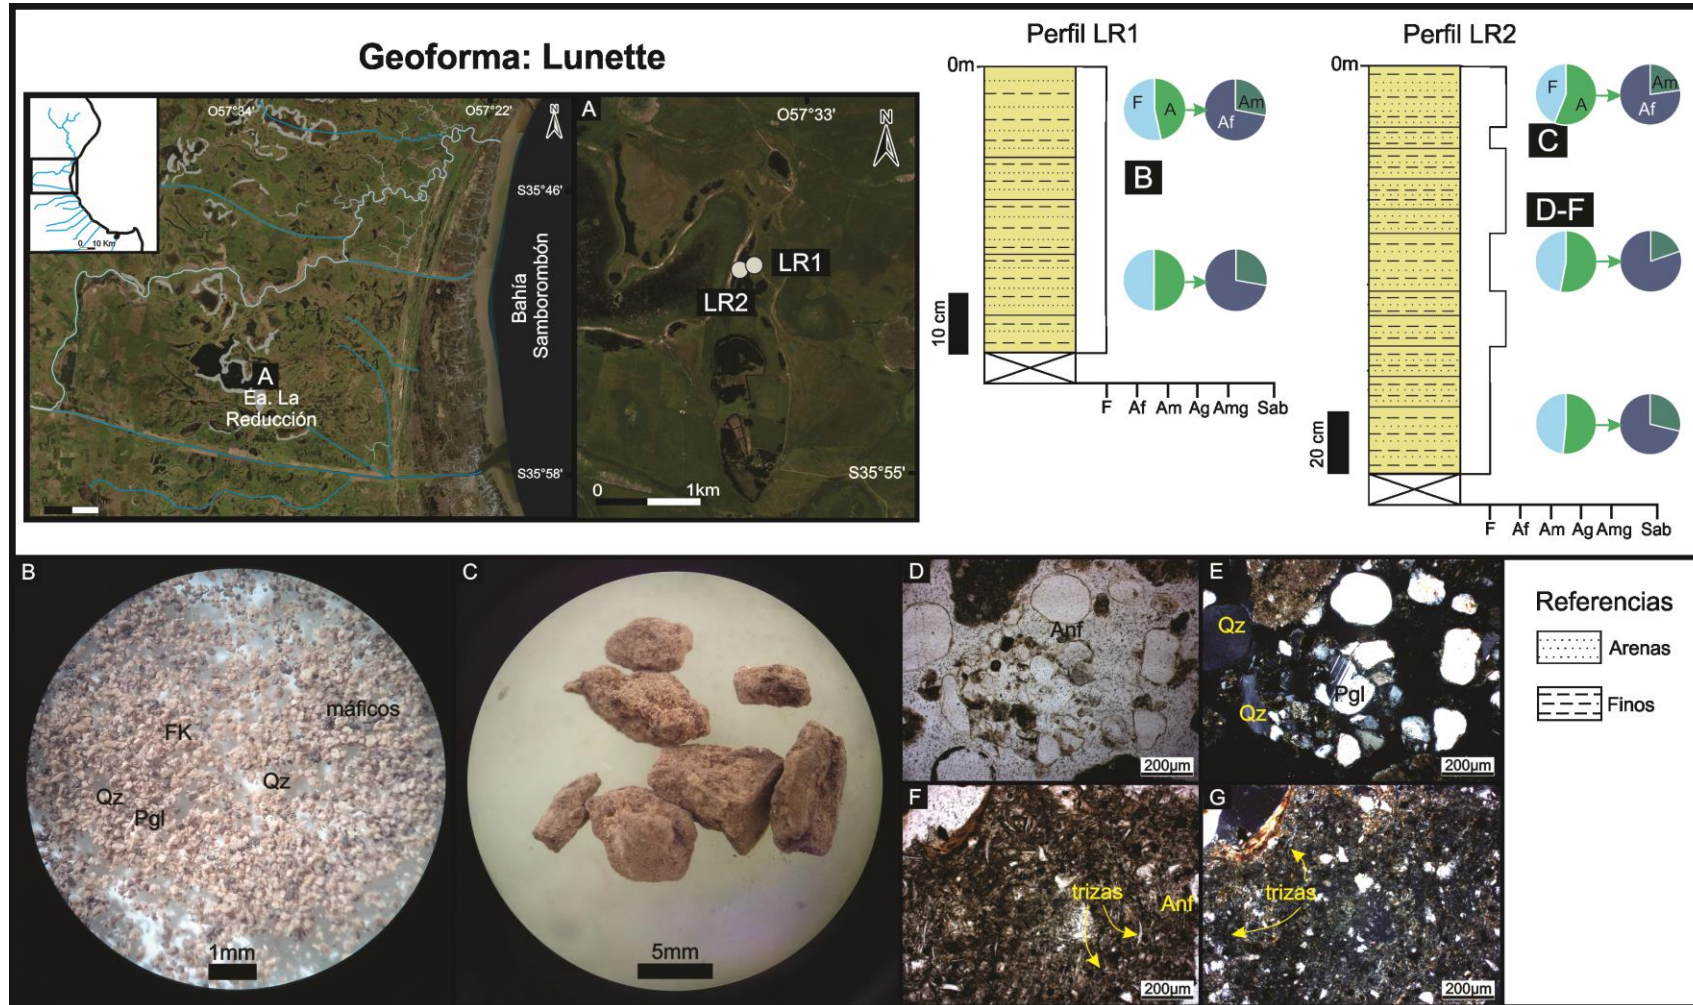 Geoforma: Lunette
O57°34'
O57°22'
N
S35°46'
Bahía
Samborombón
0 10 Km
A
Ea. La
Reducción
S35°58'
A
O57°33'
N
LR1
LR2
0 1km
S35°55'
Perfil LR1
0m
F
A
Am
Af
B
10 cm
F Af Am Ag Amg Sab
Perfil LR2
0m
F
A
Am
Af
C
D-F
20 cm
F Af Am Ag Amg Sab
B
máficos
FK
Qz
Qz
Pgl
1mm
C
5mm
D
Anf
200µm
E
Qz
Pgl
Qz
200µm
F
trizas
Anf
200µm
G
trizas
200µm
Referencias
Arenas
Finos